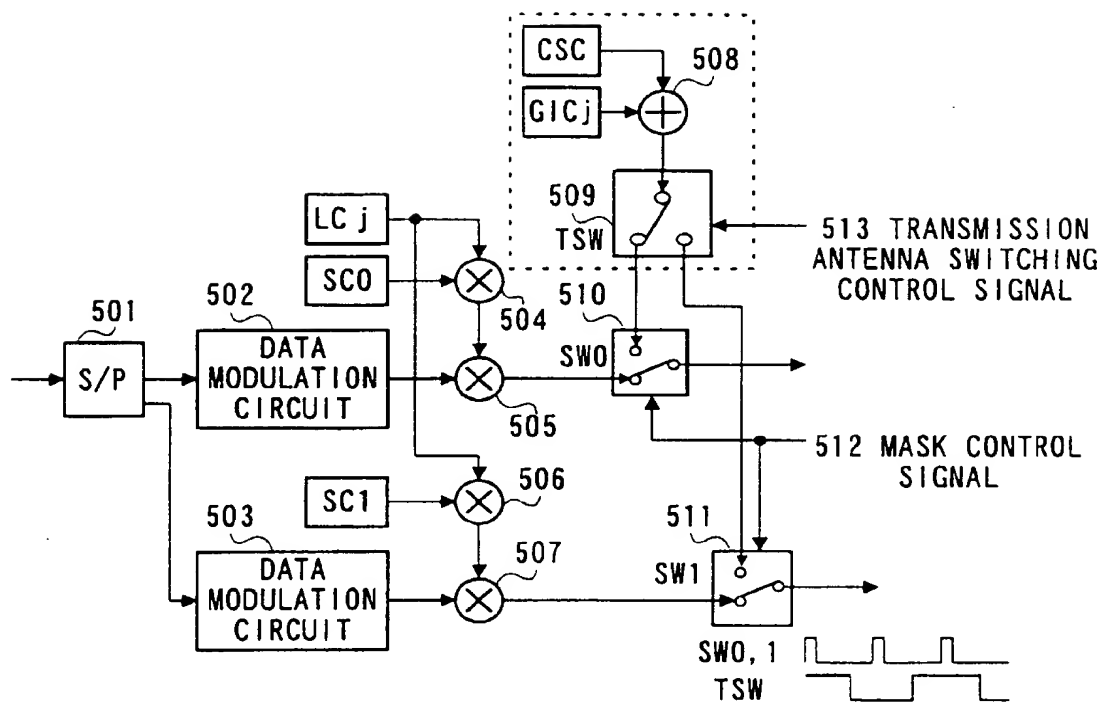 CSC
508
GICj
509
TSW
513 TRANSMISSION
ANTENNA SWITCHING
CONTROL SIGNAL
LCj
SC0
504
510
SW0
501
S/P
502
DATA
MODULATION
CIRCUIT
505
512 MASK CONTROL
SIGNAL
SC1
506
503
DATA
MODULATION
CIRCUIT
507
511
SW1
SW0,1
TSW